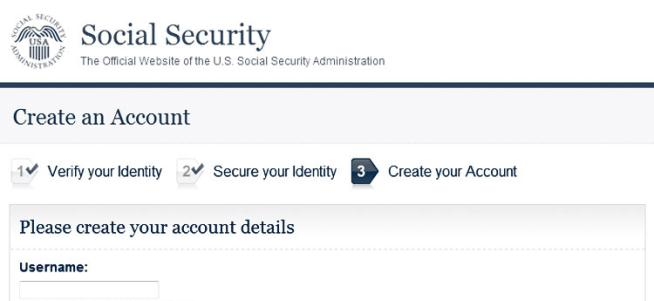 SOCIAL SECURITY ADMINISTRATION
USA
Social Security
The Official Website of the U.S. Social Security Administration
Create an Account
1 Verify your Identity 2 Secure your Identity 3 Create your Account
Please create your account details
Username: